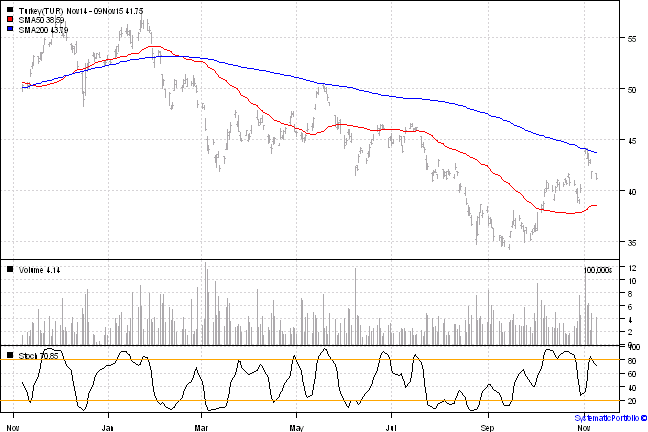 Turkey(TUR) Nov14 - 09Nov15 41.75
SMA50 38.59
SMA200 43.79
55
50
45
40
35
Volume 4.14
100,000s
12
10
8
6
4
2
0
Stoch 70.85
100
80
60
40
20
Nov Jan Mar May Jul Sep Nov
SystematicPortfolio ©